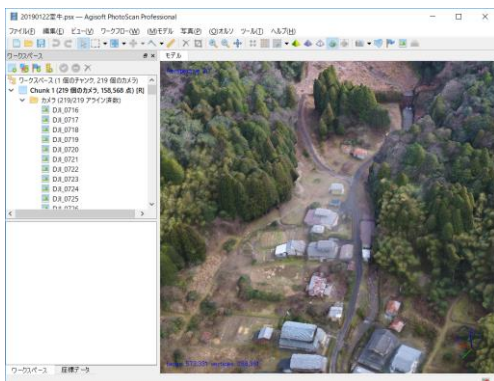 20190122雷牛.psx — Agisoft PhotoScan Professional
ファイル(F) 編集(E) ビュー(V) ワークフロー(W) (M)モデル 写真(P) (O)オルソ ツール(T) ヘルプ(H)
ワークスペース
モデル
ワークスペース (1 個のチャンク, 219 個のカメラ)
Chunk 1 (219 個のカメラ, 158,568 点) [R]
カメラ (219/219 アライン済数)
DJI_0716
DJI_0717
DJI_0718
DJI_0719
DJI_0720
DJI_0721
DJI_0722
DJI_0723
DJI_0724
DJI_0725
DJI_0726
ワークスペース 座標データ